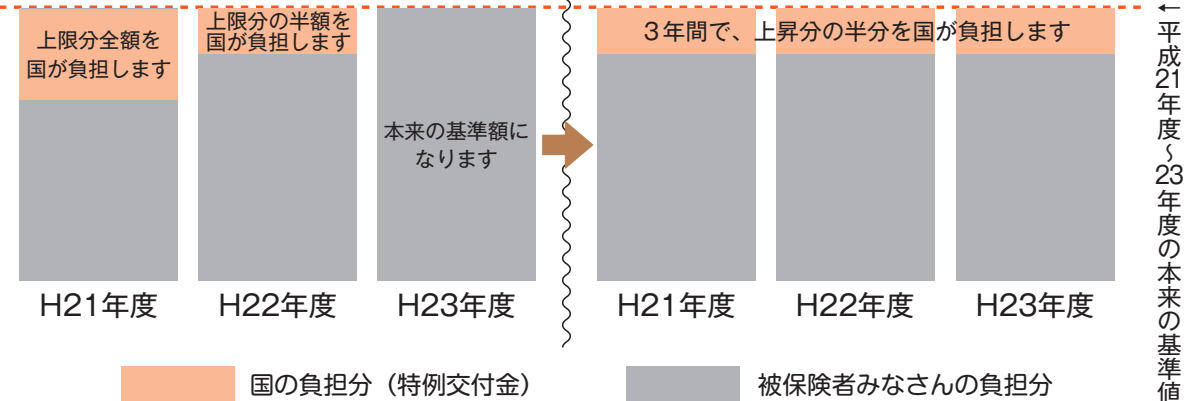 上限分全額を
国が負担します
上限分の半額を
国が負担します
本来の基準額に
なります
3年間で、上昇分の半分を国が負担します
H21年度
H22年度
H23年度
H21年度
H22年度
H23年度
←平成21年度~23年度の本来の基準値
国の負担分（特例交付金）
被保険者みなさんの負担分